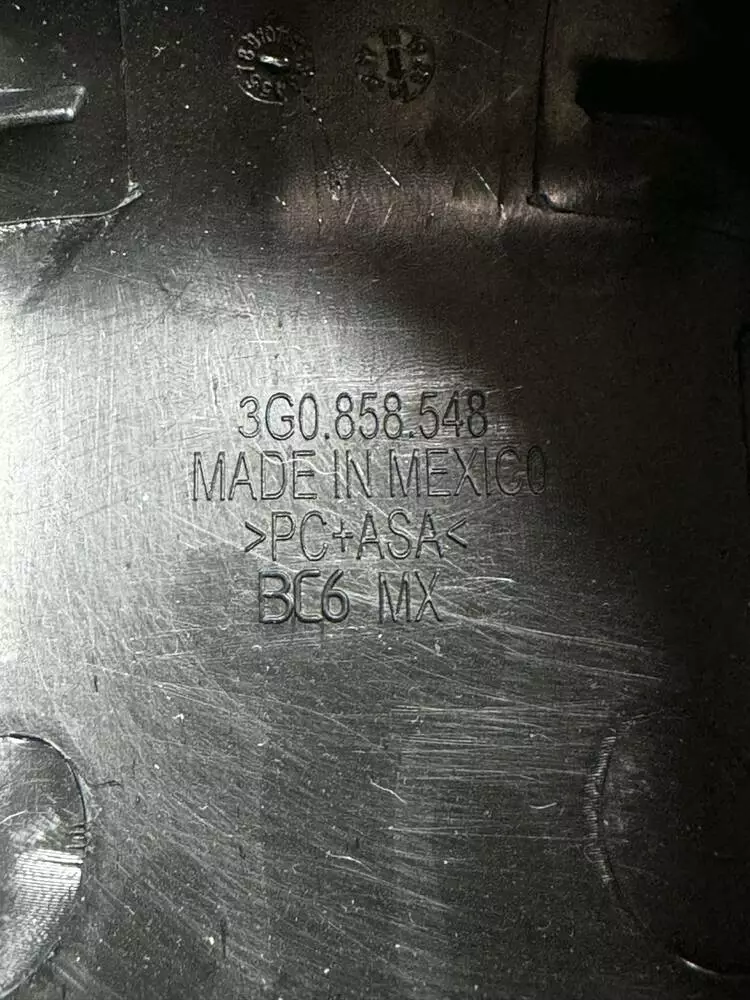 3G0.858.548
MADE IN MEXICO
>PC+ASA<
BC6 MX